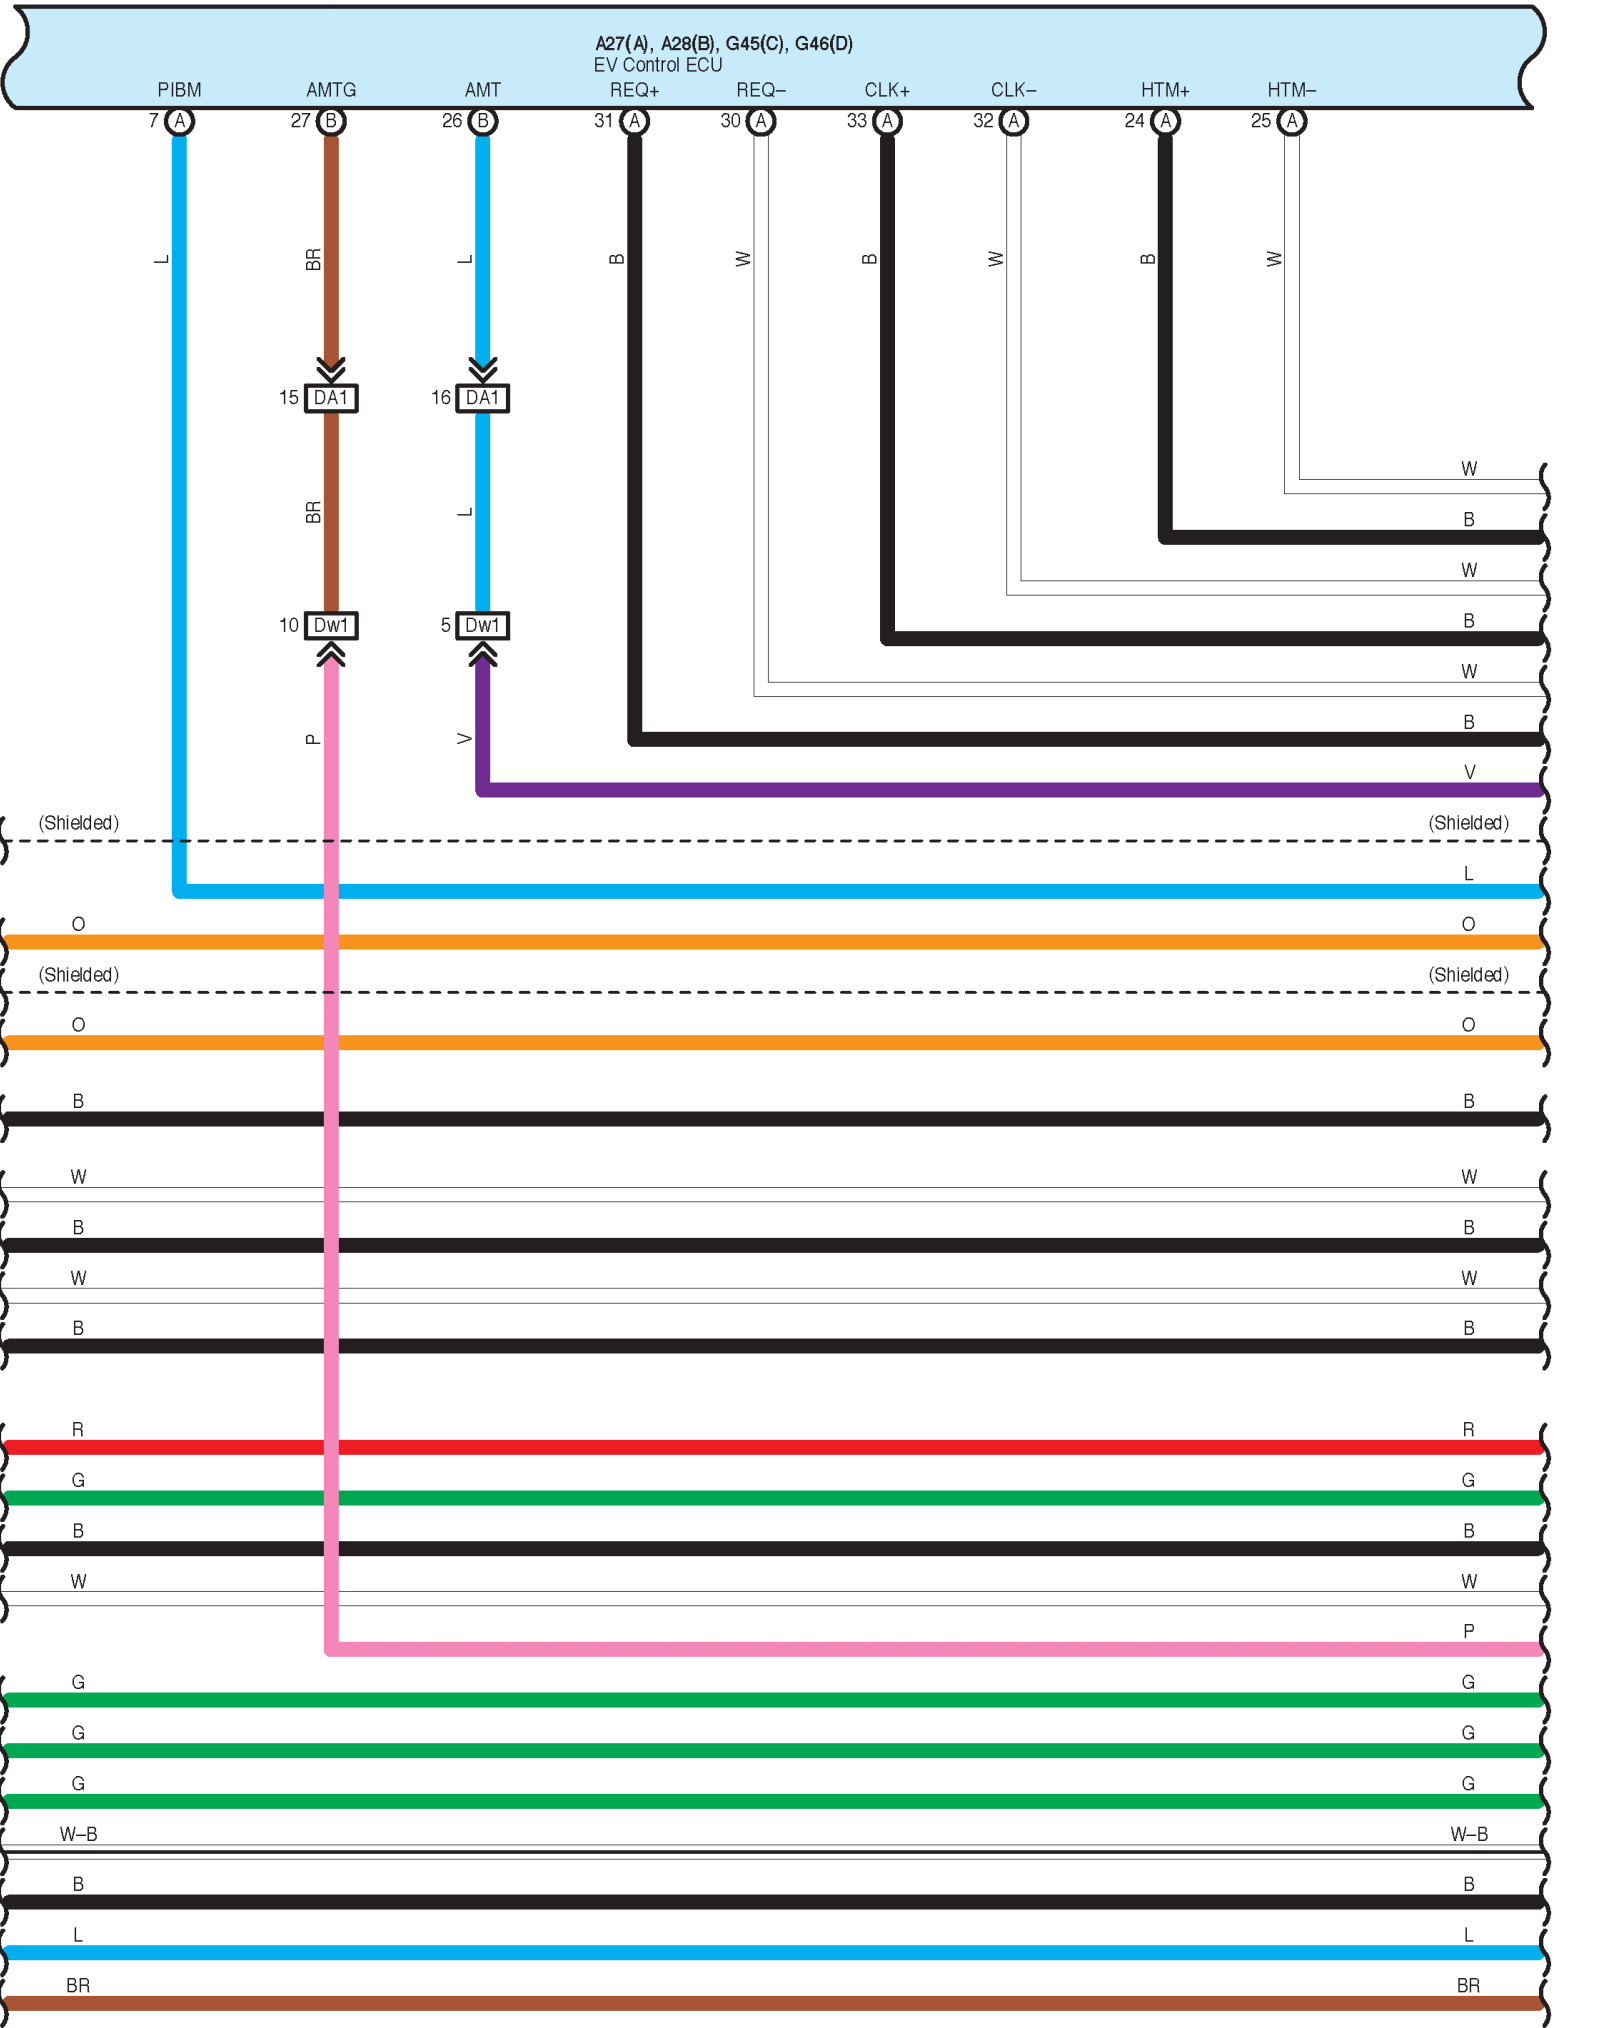 A27(A), A28(B), G45(C), G46(D)
EV Control ECU
PIBM AMTG AMT REQ+ REQ– CLK+ CLK– HTM+ HTM–
7 A 27 B 26 B 31 A 30 A 33 A 32 A 24 A 25 A
L BR L B W B W B W
15 DA1 16 DA1
W
BR L
B
W
10 Dw1 5 Dw1
B
W
B
P V
V
(Shielded) (Shielded)
L
O O
(Shielded) (Shielded)
O O
B B
W W
B B
W W
B B
R R
G G
B B
W W
P
G G
G G
G G
W–B W–B
B B
L L
BR BR